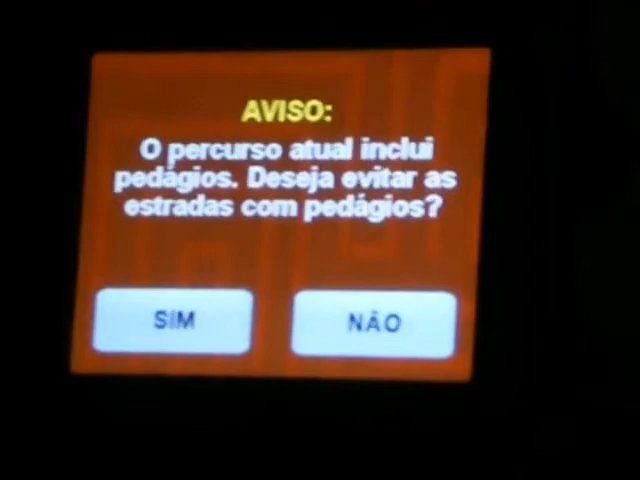 AVISO:
O percurso atual inclui
pedágios. Deseja evitar as
estradas com pedágios?
SIM
NÃO